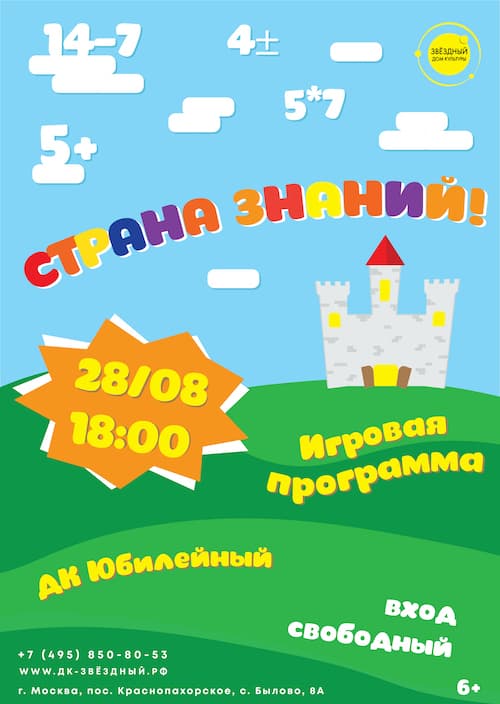 14-7
4±
ЗВЁЗДНЫЙ
ДОМ КУЛЬТУРЫ
5*7
5+
СТРАНА ЗНАНИЙ!
28/08
18:00
Игровая
программа
ДК Юбилейный
вход
свободный
+7 (495) 850-80-53
WWW.ДК-ЗВЁЗДНЫЙ.РФ
г. Москва, пос. Краснопахорское, с. Былово, 8А
6+